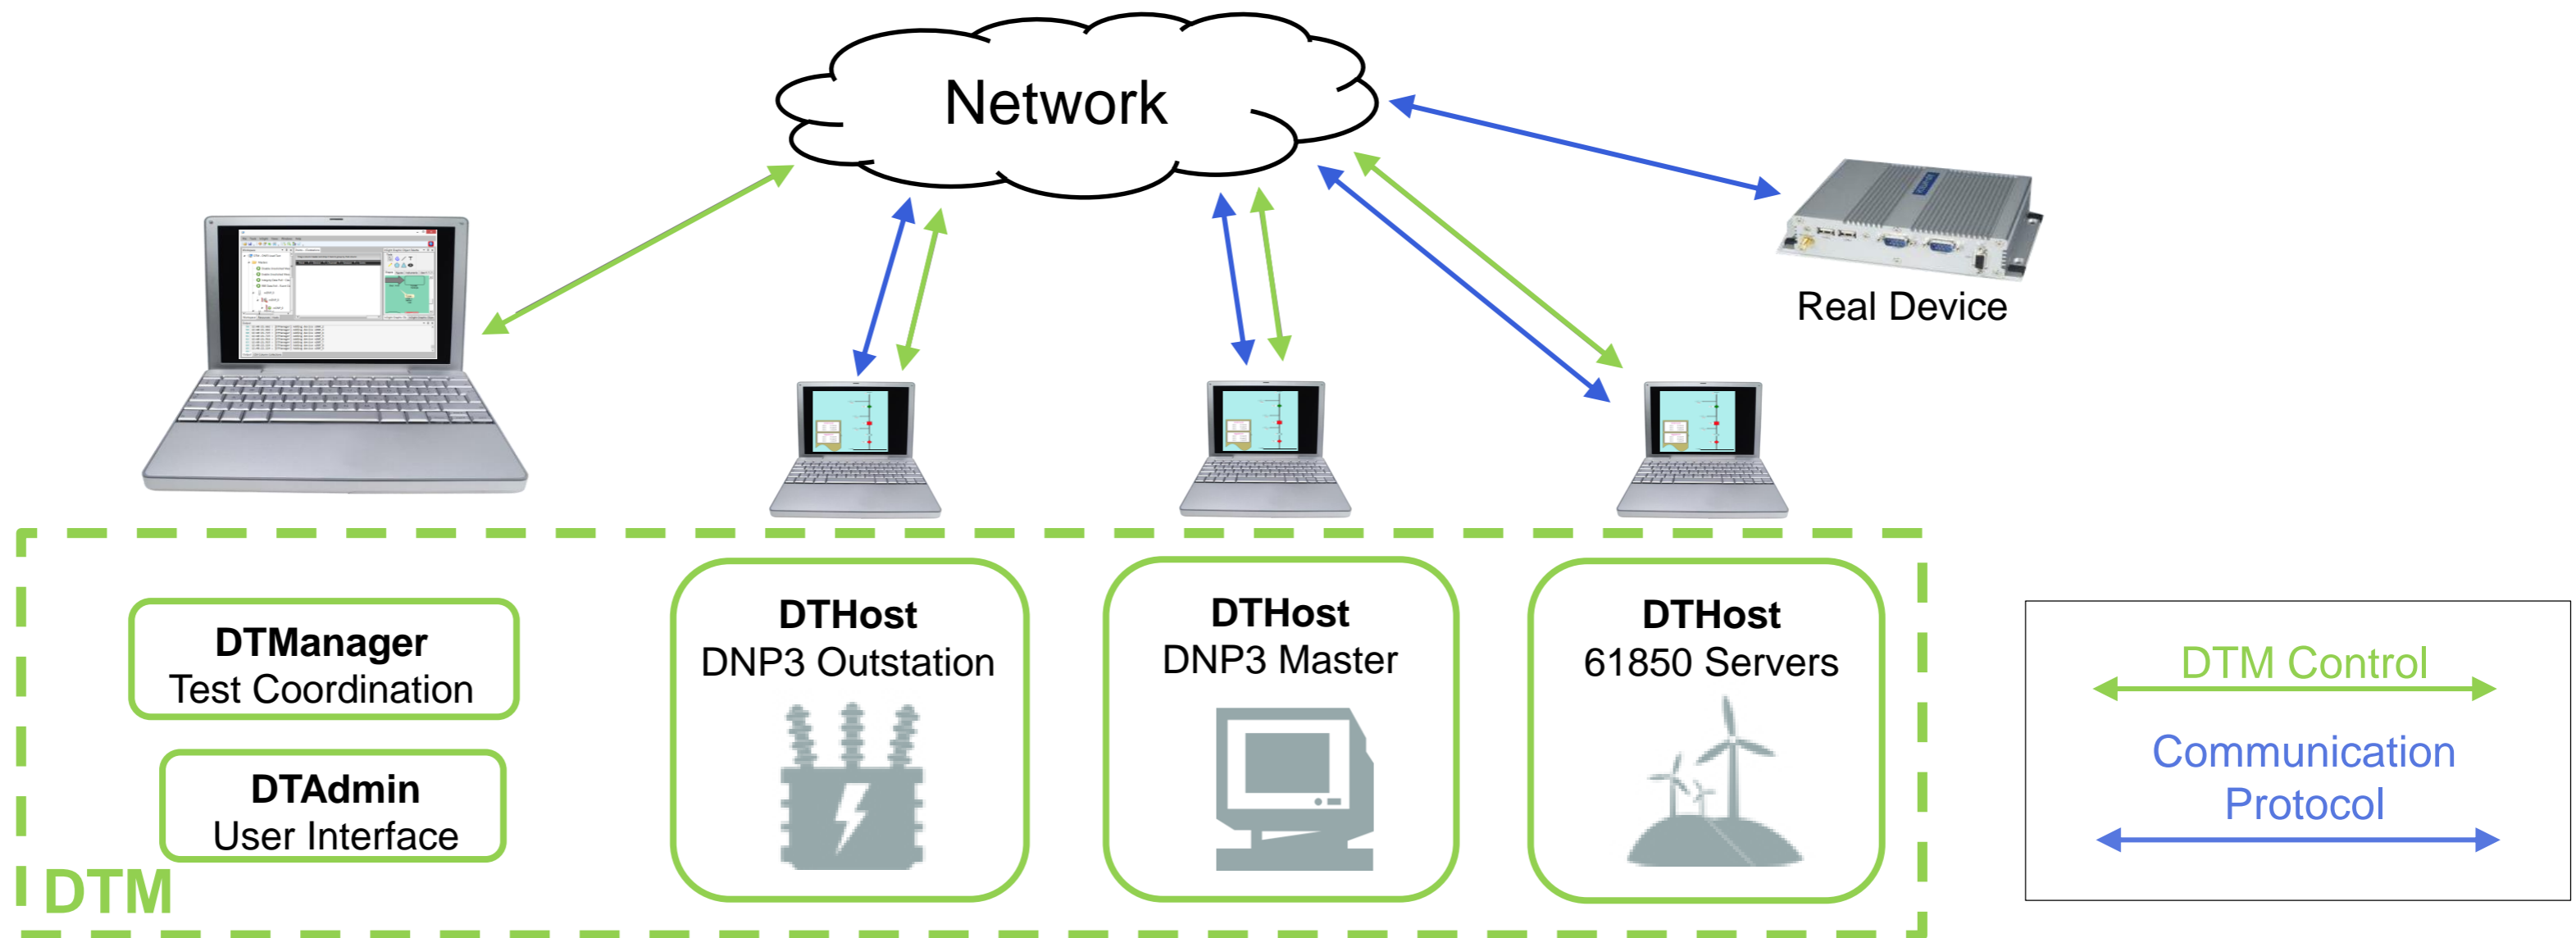 Network
Real Device
DTManager
Test Coordination
DTAdmin
User Interface
DTM
DTHost
DNP3 Outstation
DTHost
DNP3 Master
DTHost
61850 Servers
DTM Control
Communication
Protocol